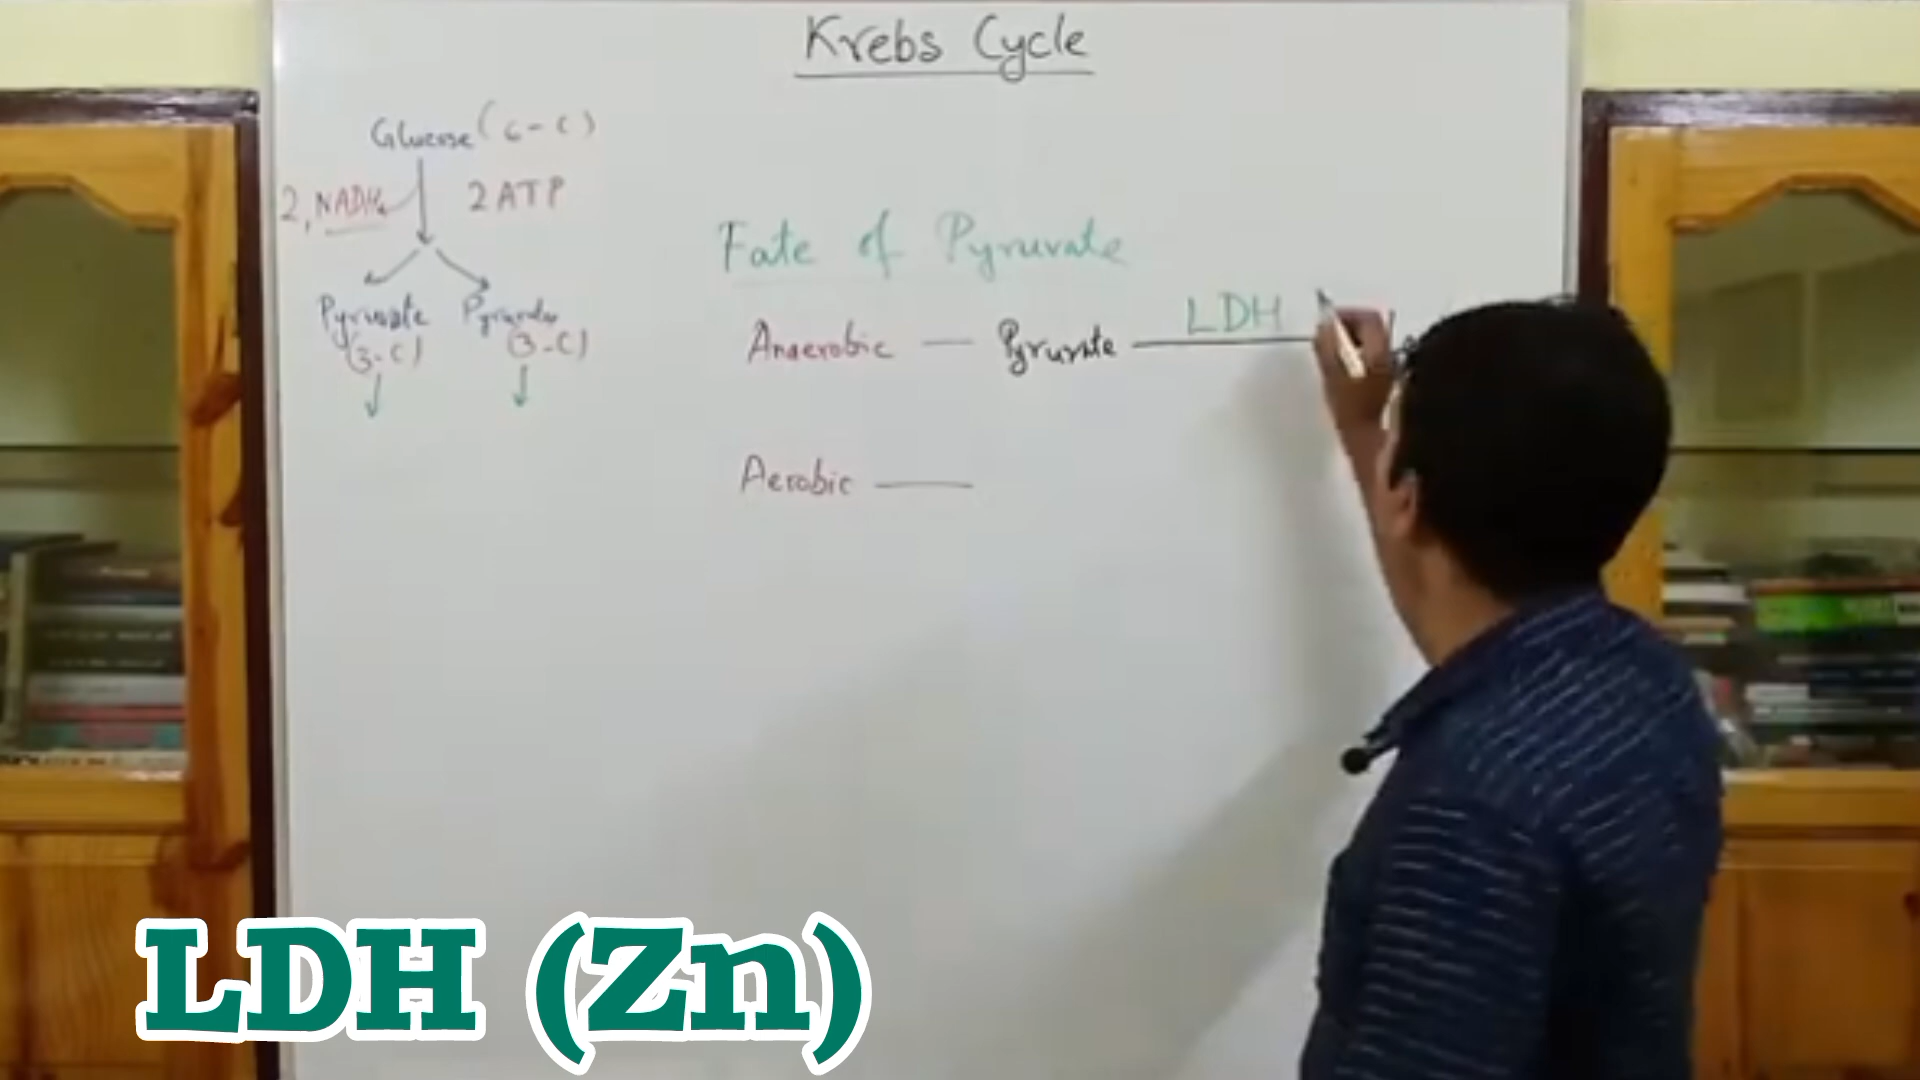 Krebs Cycle
Glucose (6-C)
2, NADH₂ 2 ATP
Pyruvate Pyruvate
(3-C) (3-C)
Fate of Pyruvate
LDH
Anaerobic — Pyruvate
Aerobic —
LDH (Zn)